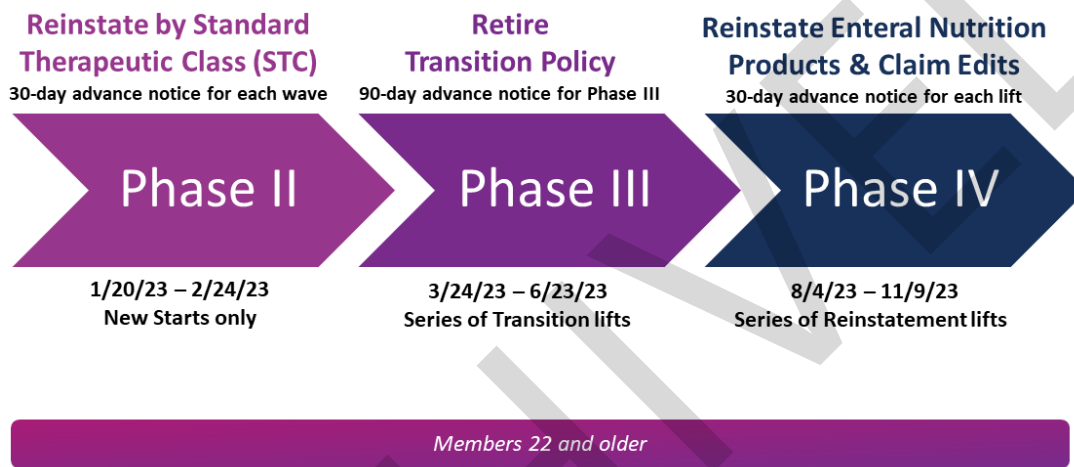 Reinstate by Standard
Therapeutic Class (STC)
30-day advance notice for each wave
Phase II
1/20/23 – 2/24/23
New Starts only
Retire
Transition Policy
90-day advance notice for Phase III
Phase III
3/24/23 – 6/23/23
Series of Transition lifts
Reinstate Enteral Nutrition
Products & Claim Edits
30-day advance notice for each lift
Phase IV
8/4/23 – 11/9/23
Series of Reinstatement lifts
Members 22 and older